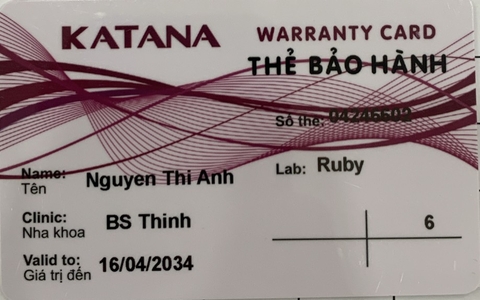 KATANA
WARRANTY CARD
THẺ BẢO HÀNH
Số thẻ: 04246602
Name: Nguyen Thi Anh
Tên
Lab: Ruby
Clinic: BS Thinh
Nha khoa
6
Valid to: 16/04/2034
Giá trị đến